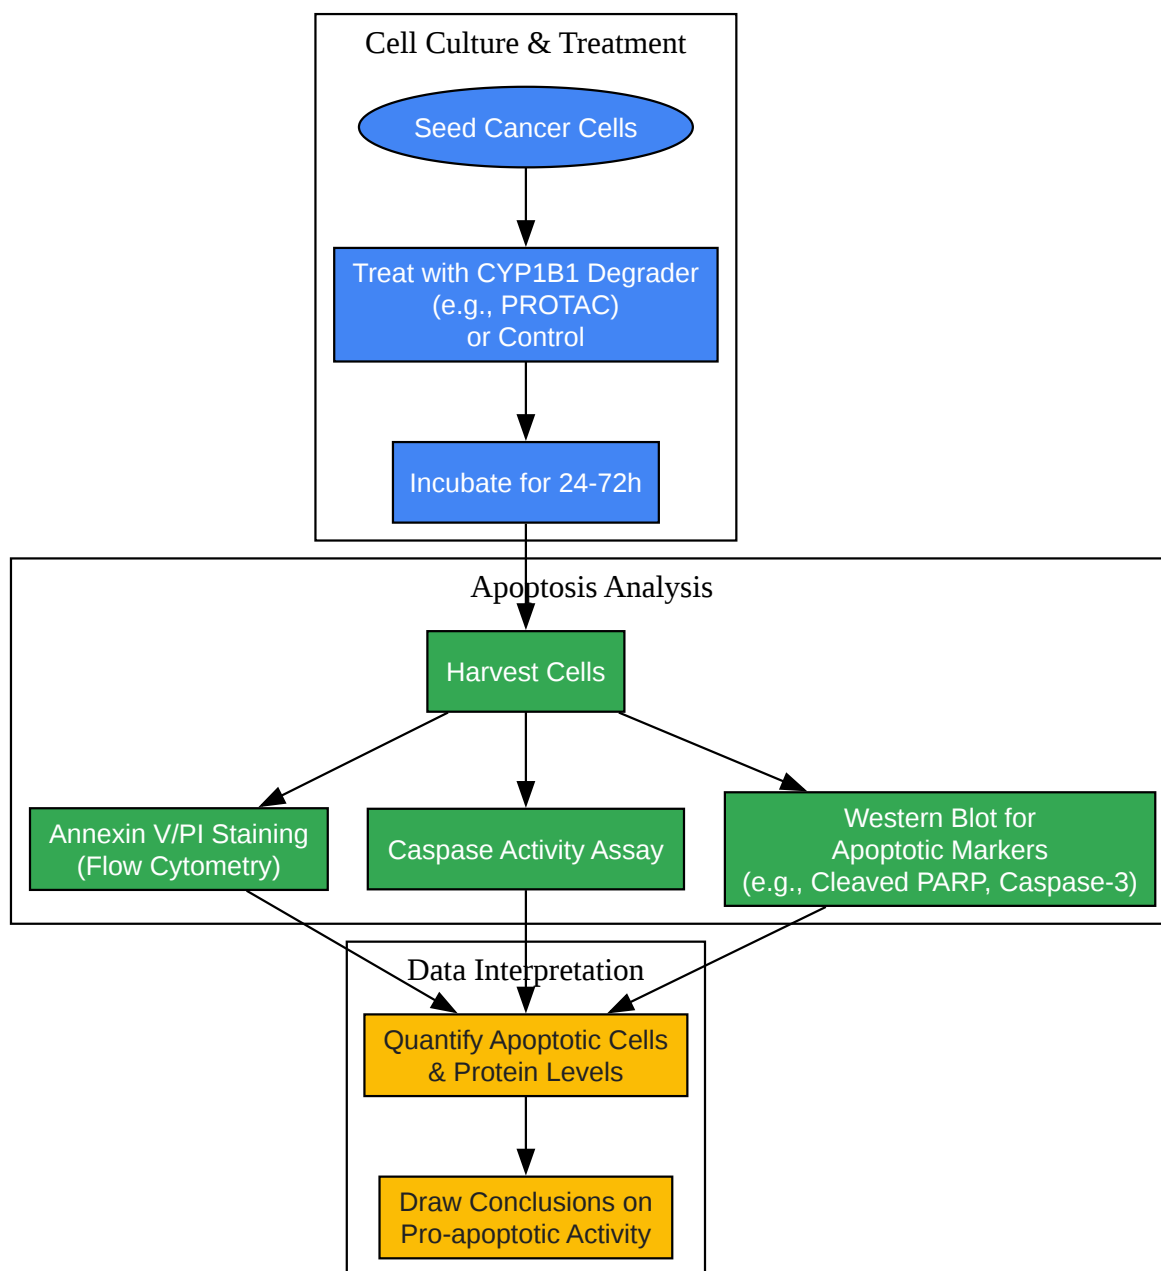 Cell Culture & Treatment
Seed Cancer Cells
Treat with CYP1B1 Degrader
(e.g., PROTAC)
or Control
Incubate for 24-72h
Apoptosis Analysis
Harvest Cells
Annexin V/PI Staining
(Flow Cytometry)
Caspase Activity Assay
Western Blot for
Apoptotic Markers
(e.g., Cleaved PARP, Caspase-3)
Data Interpretation
Quantify Apoptotic Cells
& Protein Levels
Draw Conclusions on
Pro-apoptotic Activity